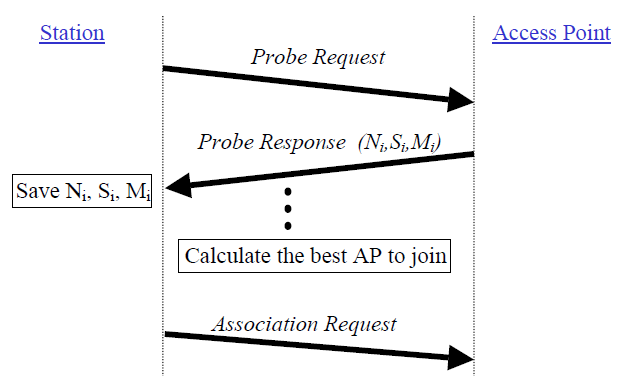 Station
Access Point
Probe Request
Probe Response (Ni,Si,Mi)
Save Ni, Si, Mi
Calculate the best AP to join
Association Request